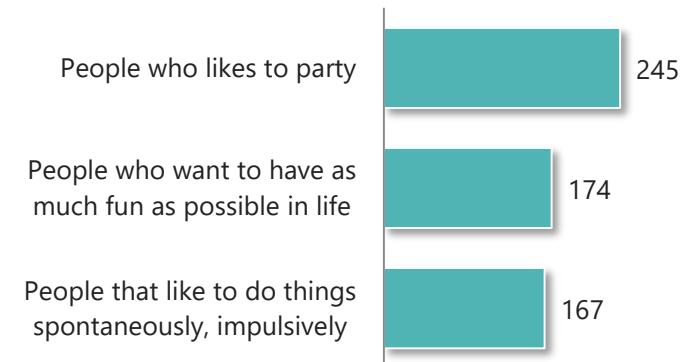 People who likes to party
245
People who want to have as
much fun as possible in life
174
People that like to do things
spontaneously, impulsively
167